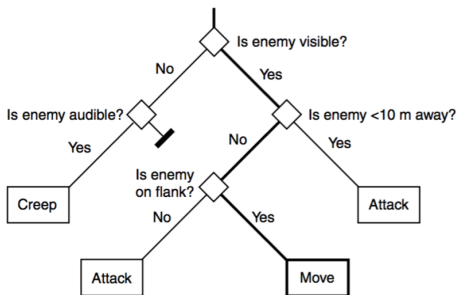 Is enemy visible?
No
Yes
Is enemy audible?
Is enemy <10 m away?
Yes
No
Yes
Is enemy
on flank?
Creep
No
Yes
Attack
Attack
Move